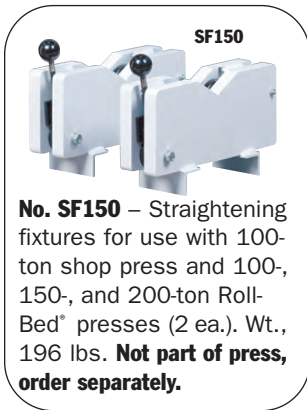 SF150
No. SF150 – Straightening
fixtures for use with 100-
ton shop press and 100-,
150-, and 200-ton Roll-
Bed® presses (2 ea.). Wt.,
196 lbs. Not part of press,
order separately.